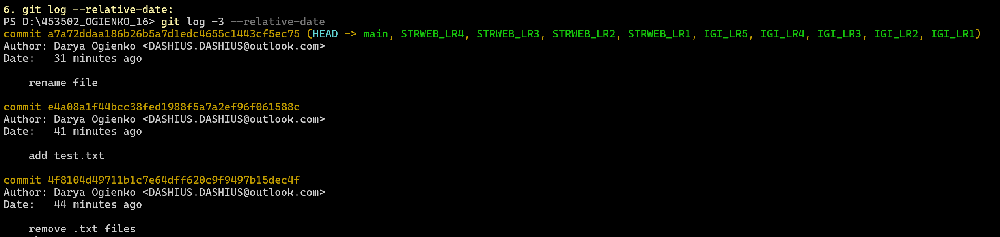 6. git log --relative-date:
PS D:\453502_OGIENKO_16> git log -3 --relative-date
commit a7a72ddaa186b26b5a7d1edc4655c1443cf5ec75 (HEAD -> main, STRWEB_LR4, STRWEB_LR3, STRWEB_LR2, STRWEB_LR1, IGI_LR5, IGI_LR4, IGI_LR3, IGI_LR2, IGI_LR1)
Author: Darya Ogienko <DASHIUS.DASHIUS@outlook.com>
Date:   31 minutes ago
rename file
commit e4a08a1f44bcc38fed1988f5a7a2ef96f061588c
Author: Darya Ogienko <DASHIUS.DASHIUS@outlook.com>
Date:   41 minutes ago
add test.txt
commit 4f8104d49711b1c7e64dff620c9f9497b15dec4f
Author: Darya Ogienko <DASHIUS.DASHIUS@outlook.com>
Date:   44 minutes ago
remove .txt files